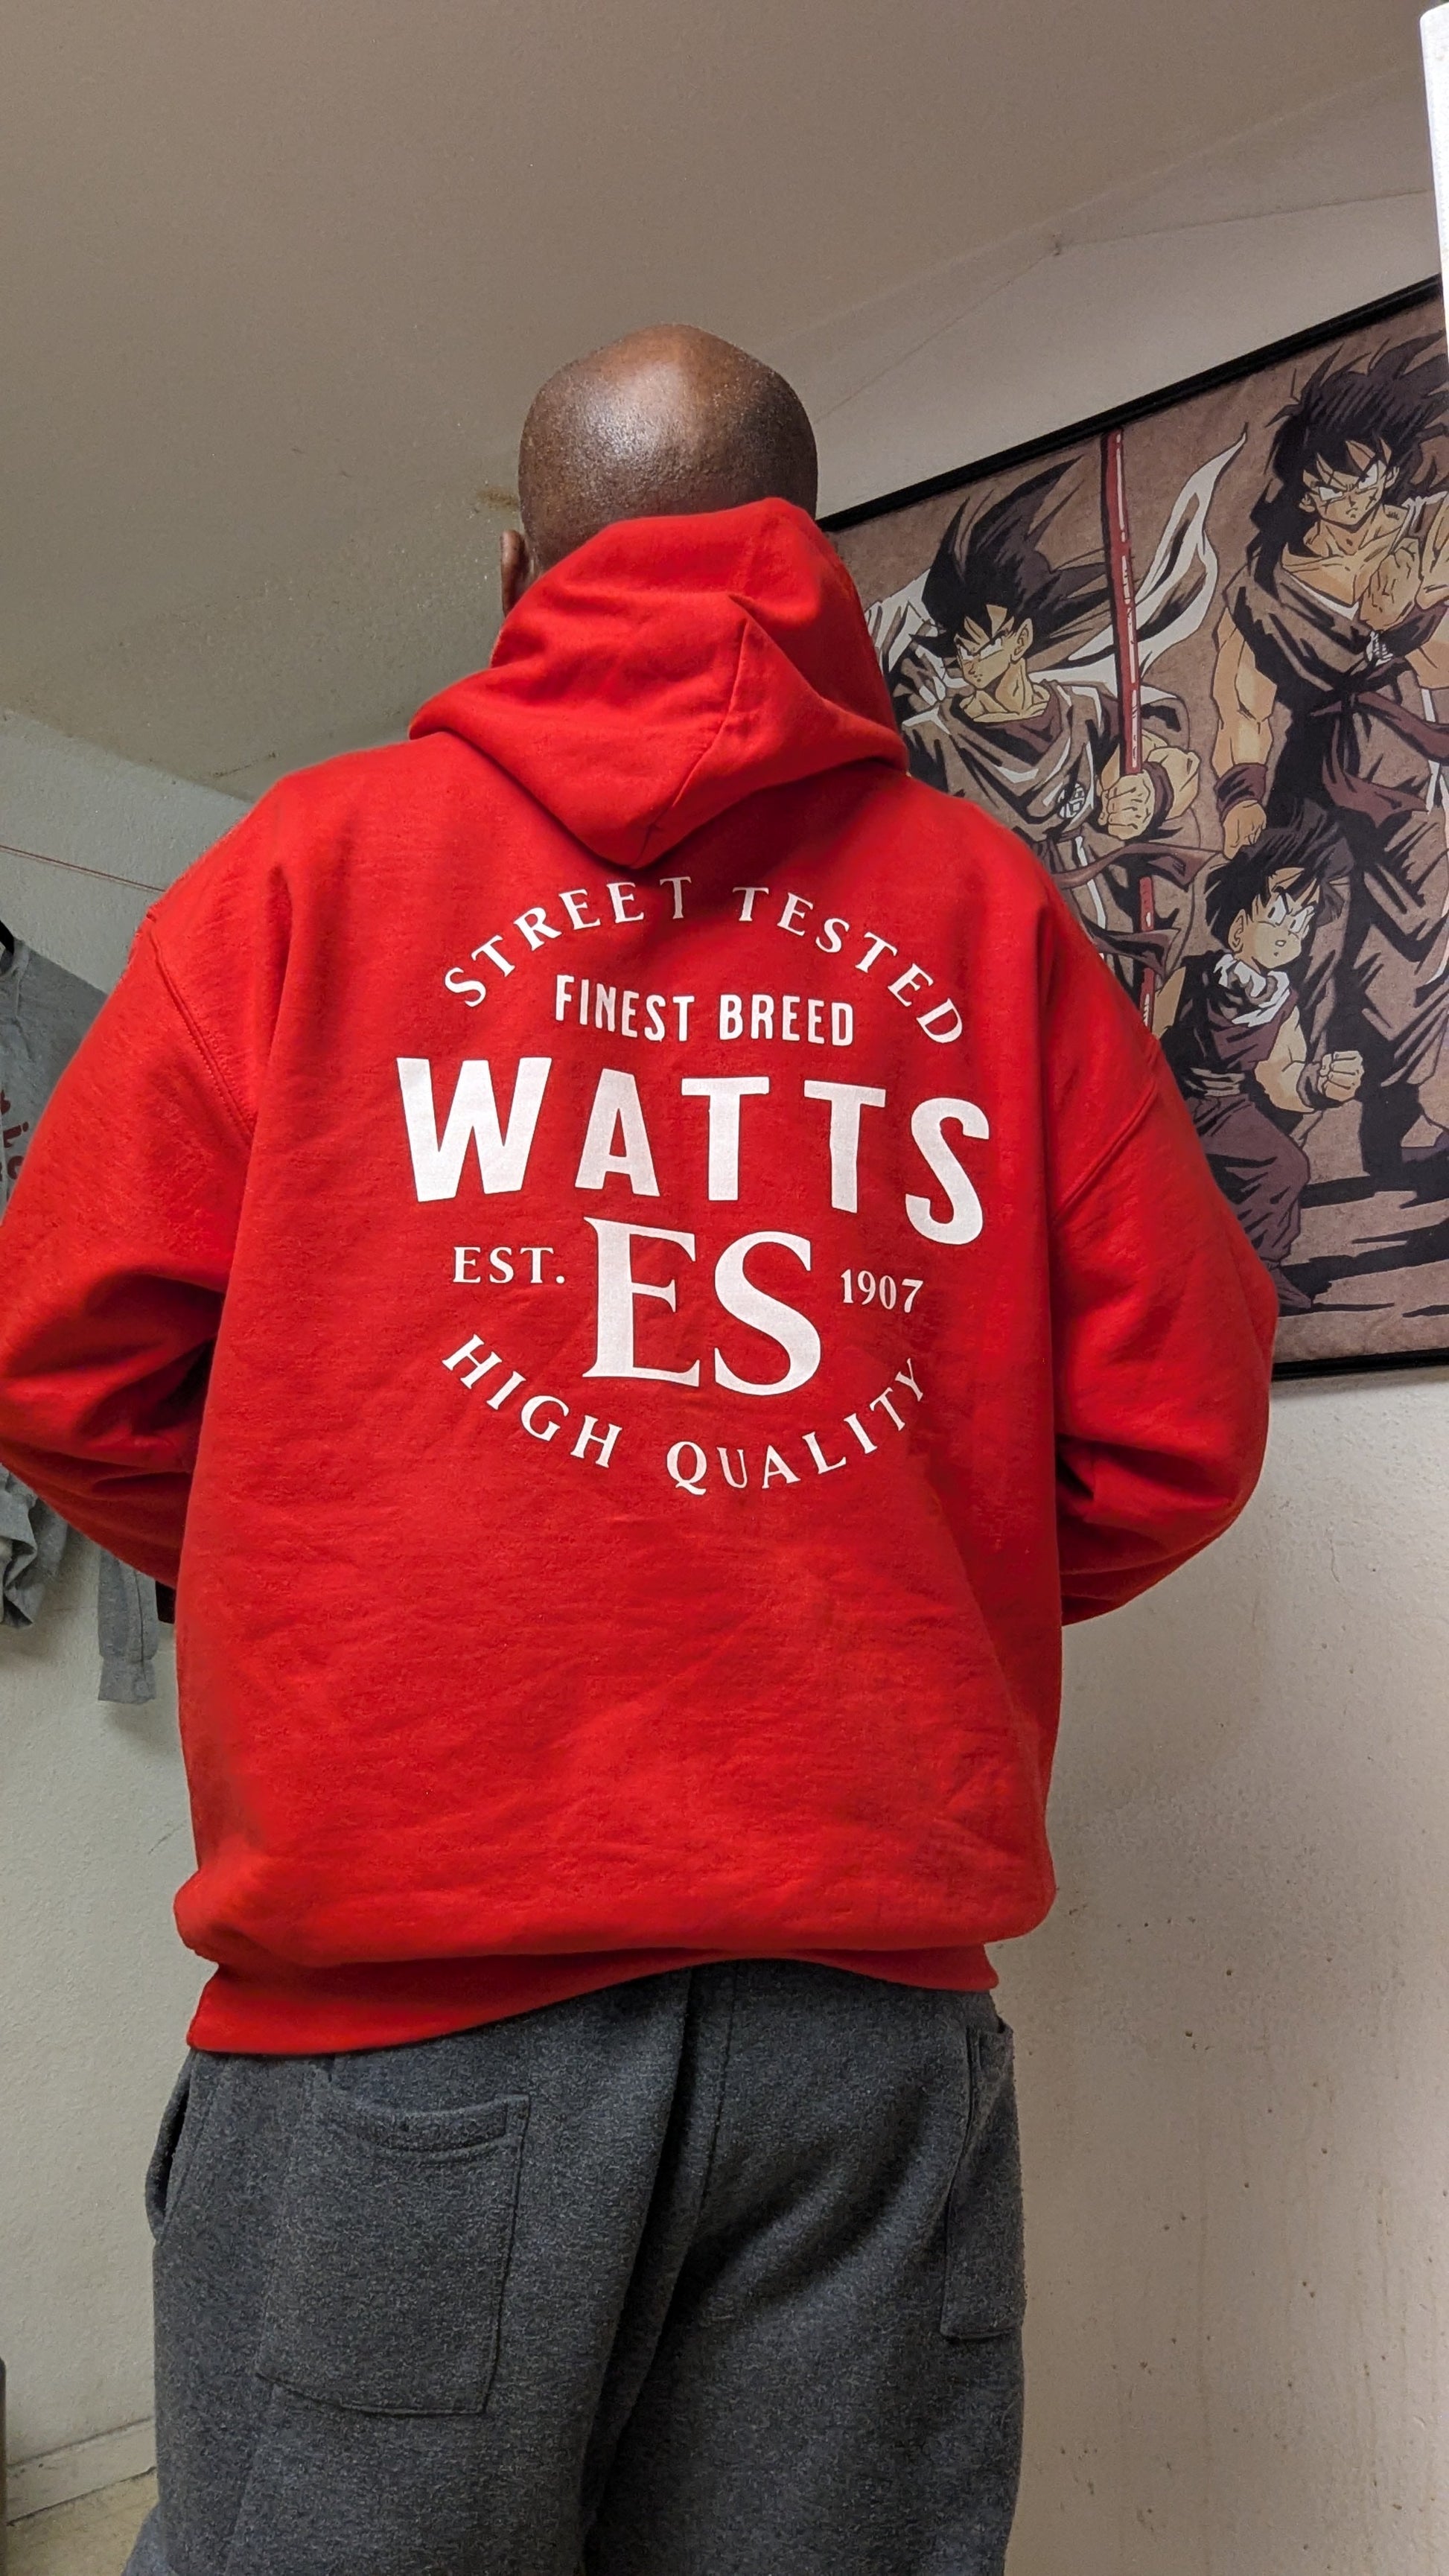 STREET TESTED
FINEST BREED
WATTS
EST. ES 1907
HIGH QUALITY